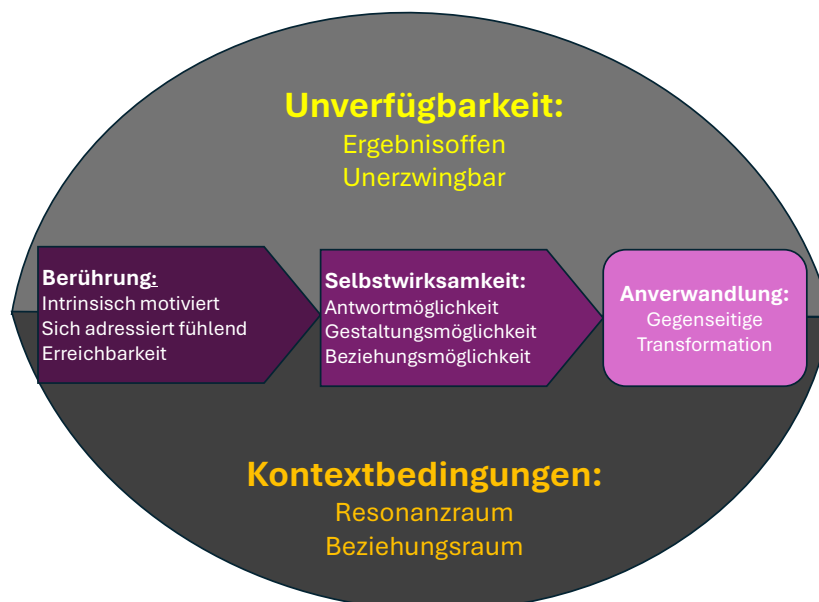 Unverfügbarkeit:
Ergebnisoffen
Unerzwingbar
Berührung:
Intrinsisch motiviert
Sich adressiert fühlend
Erreichbarkeit
Selbstwirksamkeit:
Antwortmöglichkeit
Gestaltungsmöglichkeit
Beziehungsmöglichkeit
Anverwandlung:
Gegenseitige
Transformation
Kontextbedingungen:
Resonanzraum
Beziehungsraum